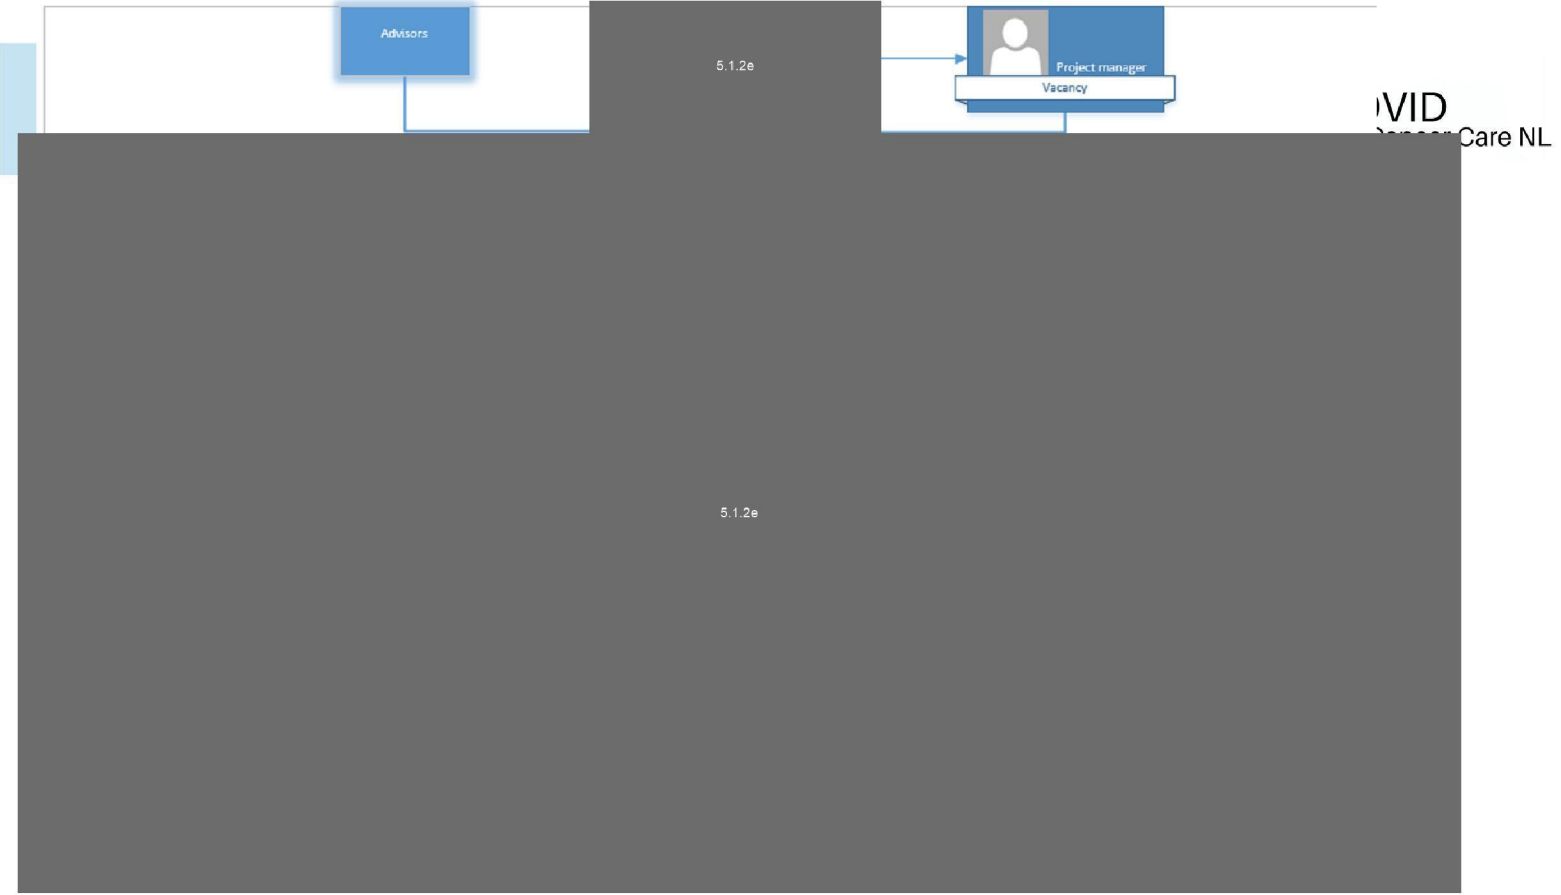 Advisors
5.1.2e
Project manager
Vacancy
VID
Care NL
5.1.2e